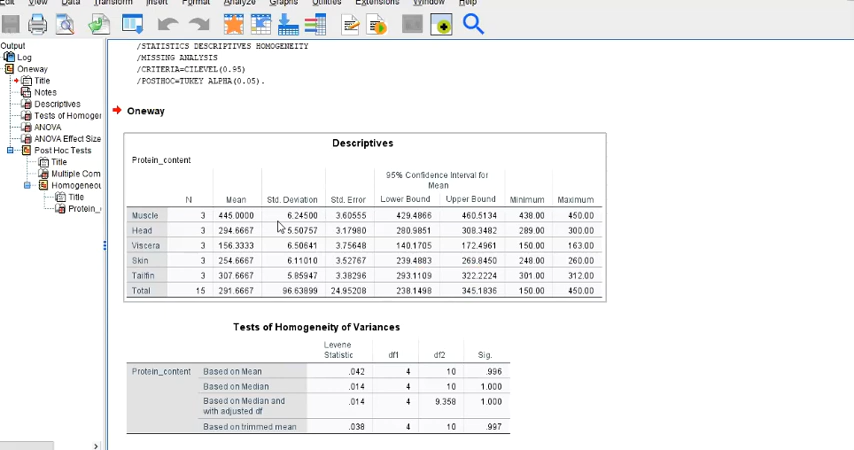 Edit View Data Transform Insert Format Analyze Graphs Utilities Extensions Window Help
Output
Log
Oneway
Title
Notes
Descriptives
Tests of Homoger
ANOVA
ANOVA Effect Size
Post Hoc Tests
Title
Multiple Com
Homogeneou
Title
Protein_
/STATISTICS DESCRIPTIVES HOMOGENEITY
/MISSING ANALYSIS
/CRITERIA=CILEVEL(0.95)
/POSTHOC=TUKEY ALPHA(0.05).
Oneway
Descriptives
Protein_content
95% Confidence Interval for
Mean
N Mean Std. Deviation Std. Error Lower Bound Upper Bound Minimum Maximum
Muscle 3 445.0000 6.24500 3.60555 429.4866 460.5134 438.00 450.00
Head 3 294.6667 5.50757 3.17980 280.9851 308.3482 289.00 300.00
Viscera 3 156.3333 6.50641 3.75648 140.1705 172.4961 150.00 163.00
Skin 3 254.6667 6.11010 3.52767 239.4883 269.8450 248.00 260.00
Tailfin 3 307.6667 5.85947 3.38296 293.1109 322.2224 301.00 312.00
Total 15 291.6667 96.63899 24.95208 238.1498 345.1836 150.00 450.00
Tests of Homogeneity of Variances
Levene
Statistic df1 df2 Sig.
Protein_content Based on Mean .042 4 10 .996
Based on Median .014 4 10 1.000
Based on Median and
with adjusted df .014 4 9.358 1.000
Based on trimmed mean .038 4 10 .997